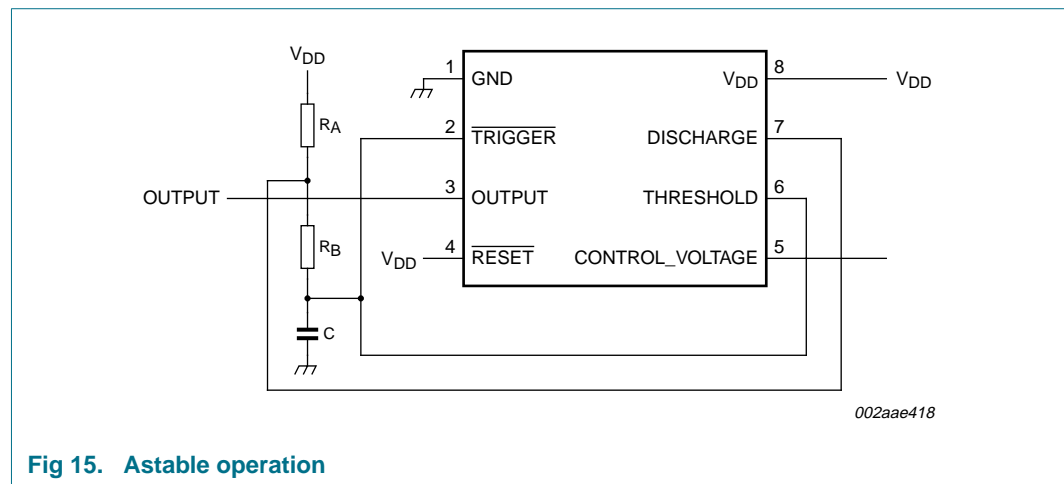 VDD
1 GND
VDD 8 VDD
RA
2 TRIGGER
DISCHARGE 7
OUTPUT 3 OUTPUT
THRESHOLD 6
RB
VDD 4 RESET
CONTROL_VOLTAGE 5
C
002aae418
Fig 15. Astable operation